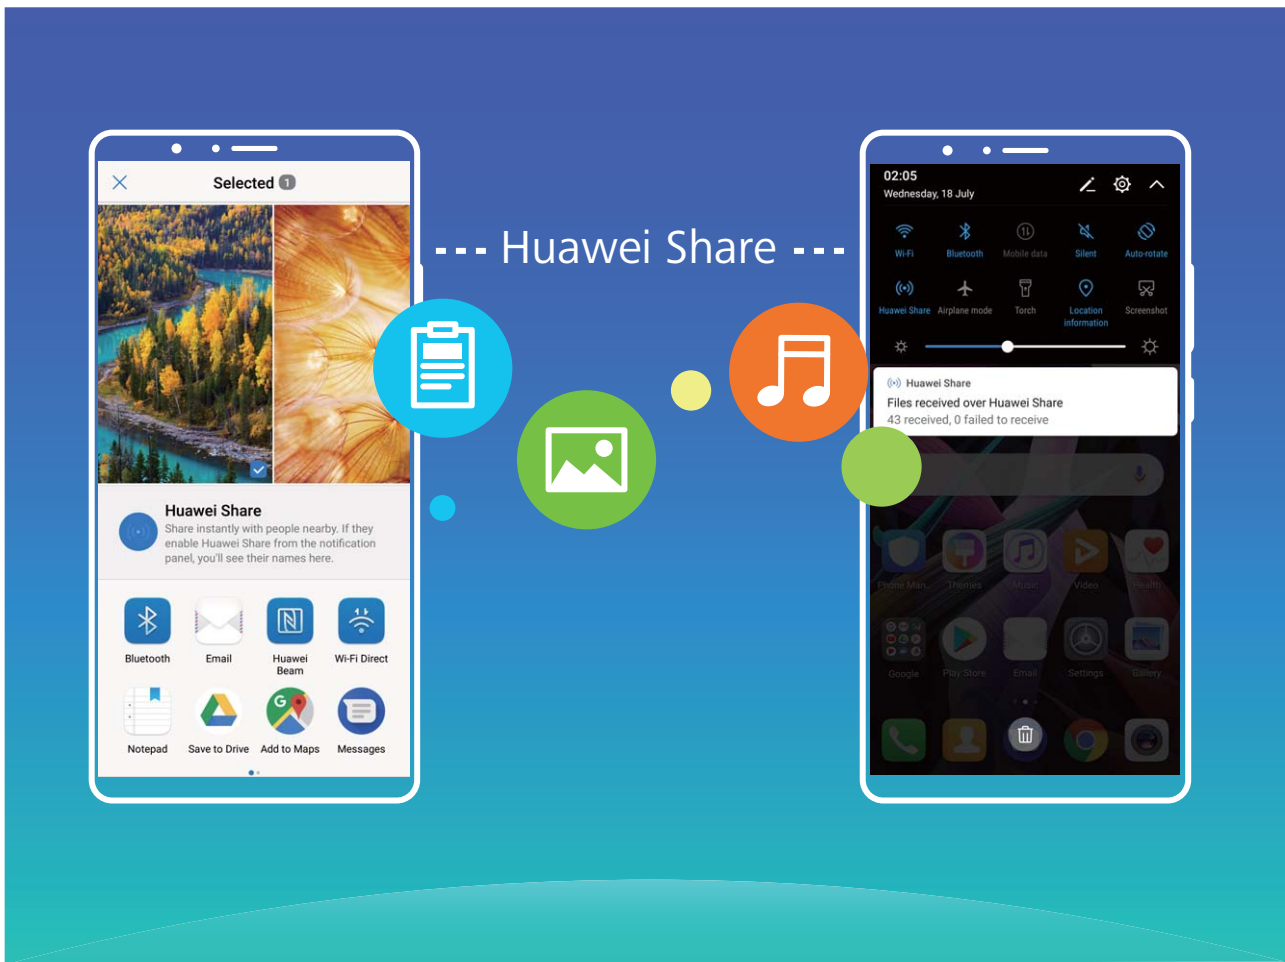 Selected 1
Huawei Share
Share instantly with people nearby. If they
enable Huawei Share from the notification
panel, you'll see their names here.
Bluetooth
Email
Huawei
Beam
Wi-Fi Direct
Notepad
Save to Drive
G
Add to Maps
Messages
--- Huawei Share ---
02:05
Wednesday, 18 July
Wi-Fi
Bluetooth
Mobile data
Silent
Auto-rotate
Huawei Share
Airplane mode
Torch
Location
information
Screenshot
Huawei Share
Files received over Huawei Share
43 received, 0 failed to receive
Phone Man..
Themes
Music
Video
Health
Google
Play Store
Email
Settings
Gallery